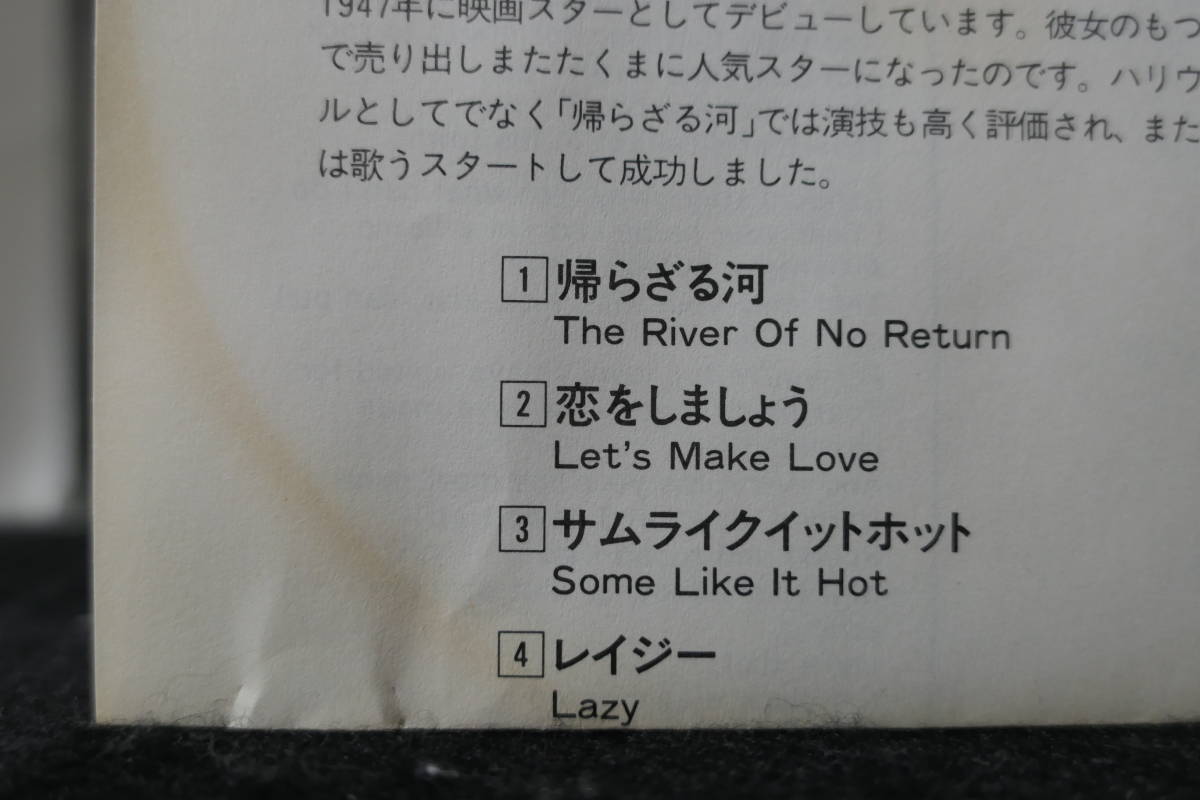 1947年に映画スターとしてデビューしています。彼女のもつ
で売り出しまたたくまに人気スターになったのです。ハリウ
ルとしてでなく「帰らざる河」では演技も高く評価され、また
は歌うスタートして成功しました。
1 帰らざる河
The River Of No Return
2 恋をしましょう
Let's Make Love
3 サムライクイットホット
Some Like It Hot
4 レイジー
Lazy